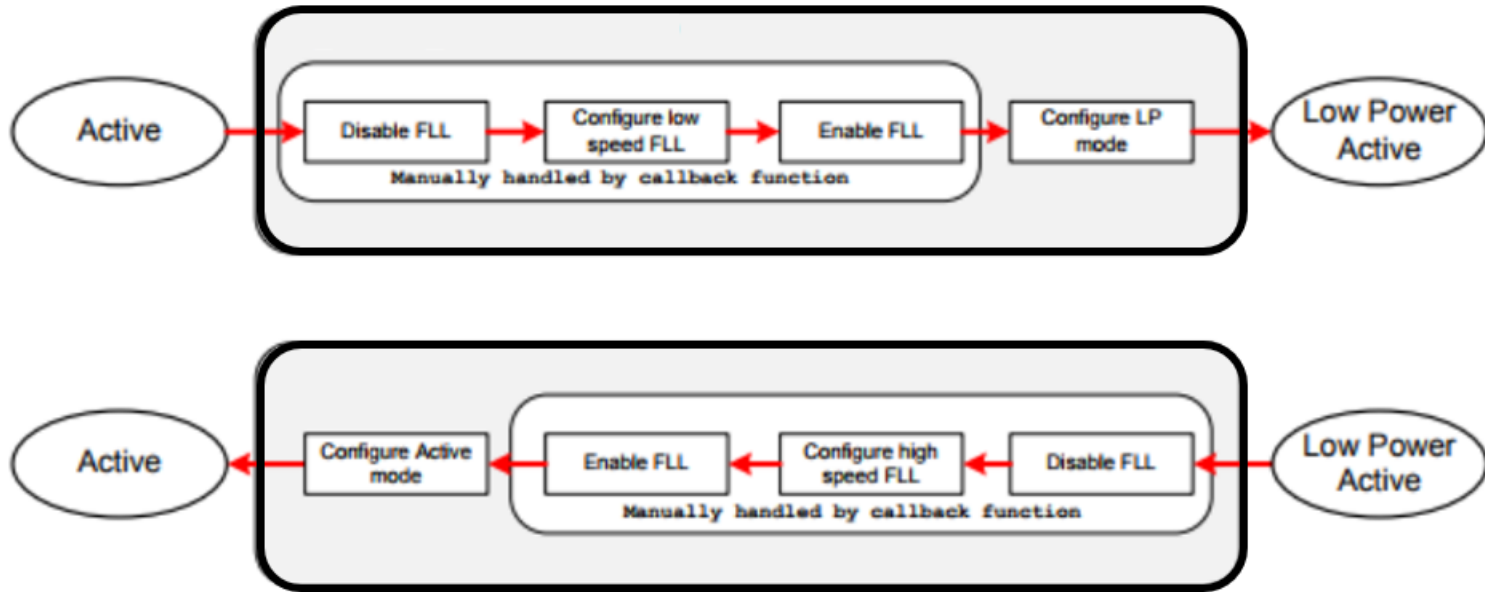 Active
Disable FLL
Configure low
speed FLL
Enable FLL
Configure LP
mode
Low Power
Active
Manually handled by callback function
Active
Configure Active
mode
Enable FLL
Configure high
speed FLL
Disable FLL
Low Power
Active
Manually handled by callback function